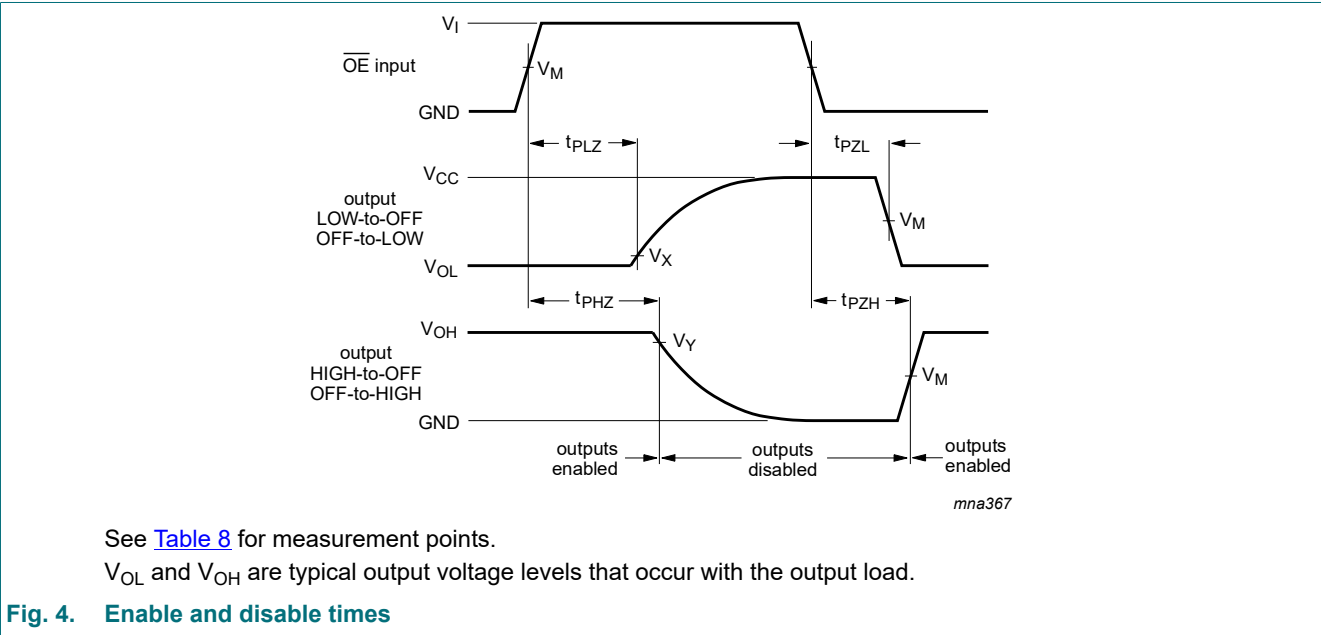 VI
OE input
VM
GND
tPLZ
tPZL
VCC
output
LOW-to-OFF
OFF-to-LOW
VM
VX
VOL
tPHZ
tPZH
VOH
output
HIGH-to-OFF
OFF-to-HIGH
VY
VM
GND
outputs
enabled
outputs
disabled
outputs
enabled
mna367
See Table 8 for measurement points.
VOL and VOH are typical output voltage levels that occur with the output load.
Fig. 4. Enable and disable times